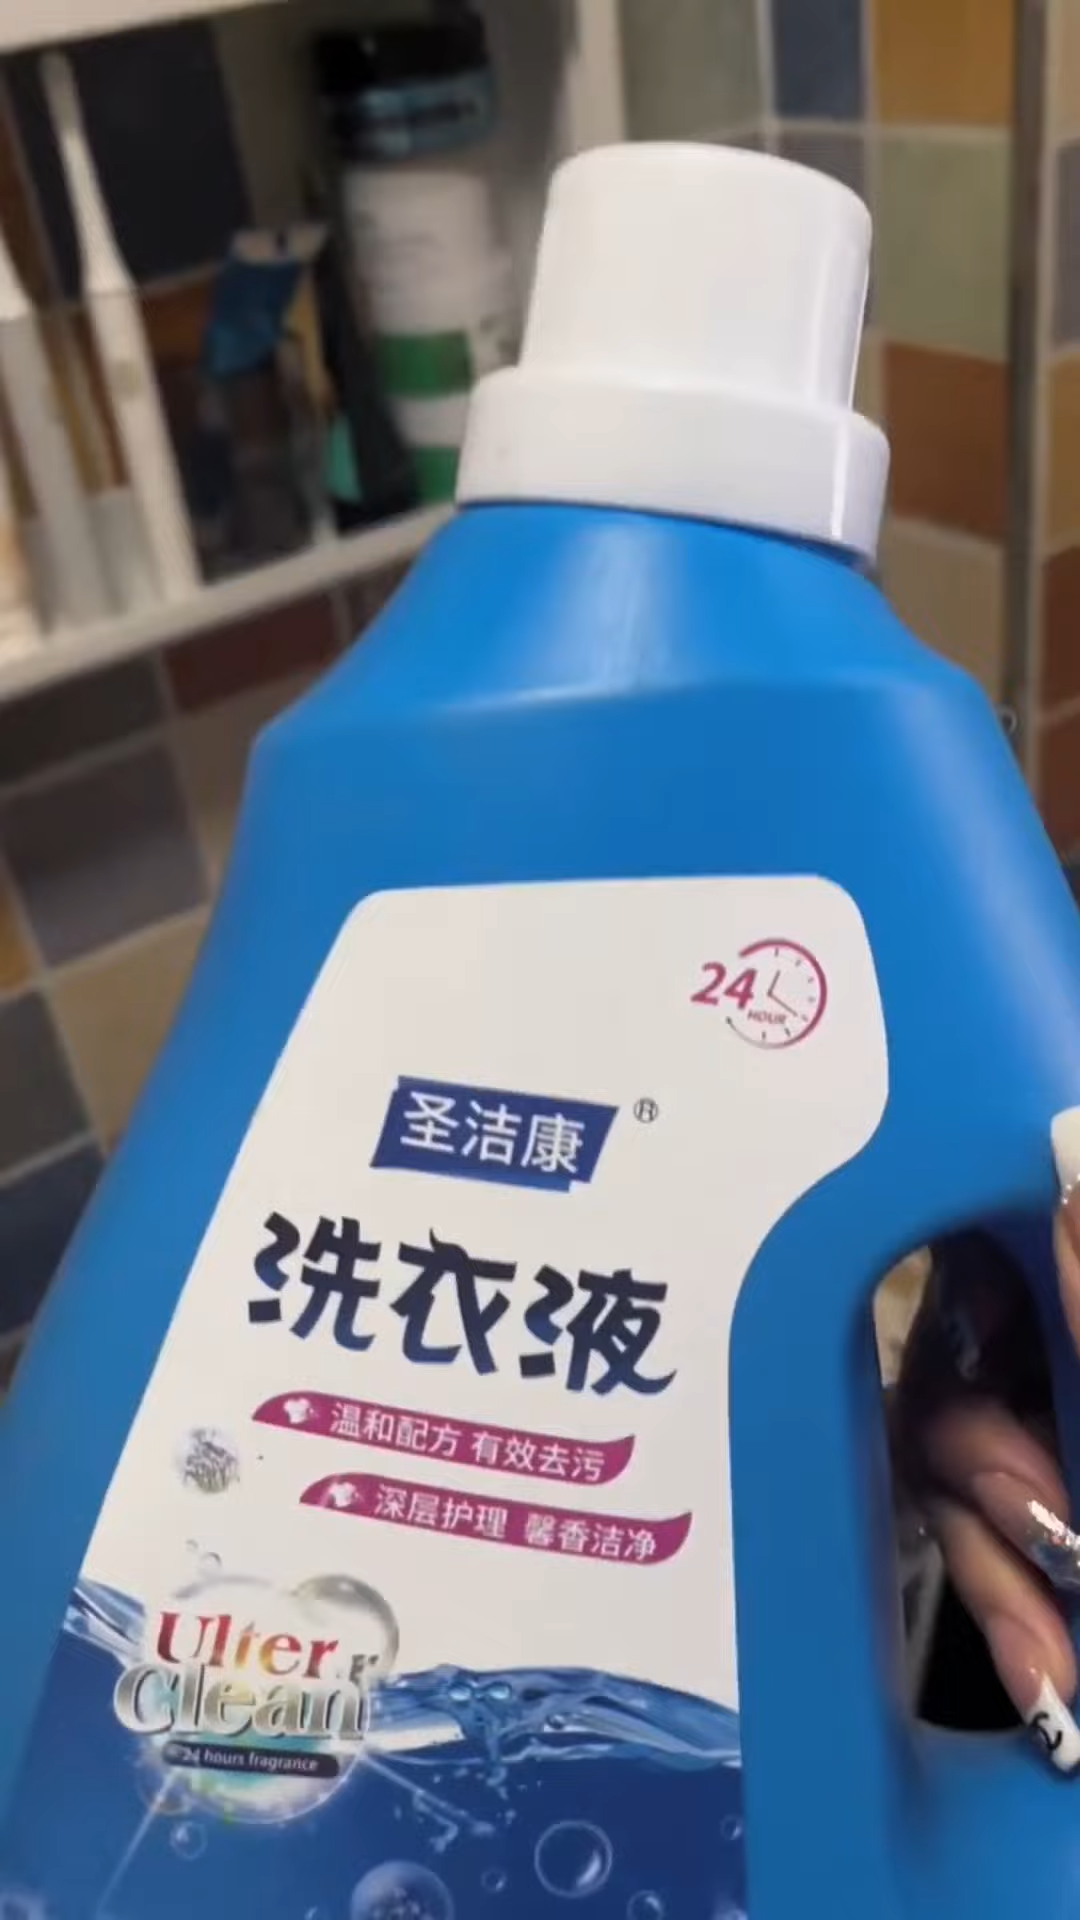 24
HOUR
圣洁康®
洗衣液
温和配方 有效去污
深层护理 馨香洁净
Ulter
Clean
24 hours fragrance